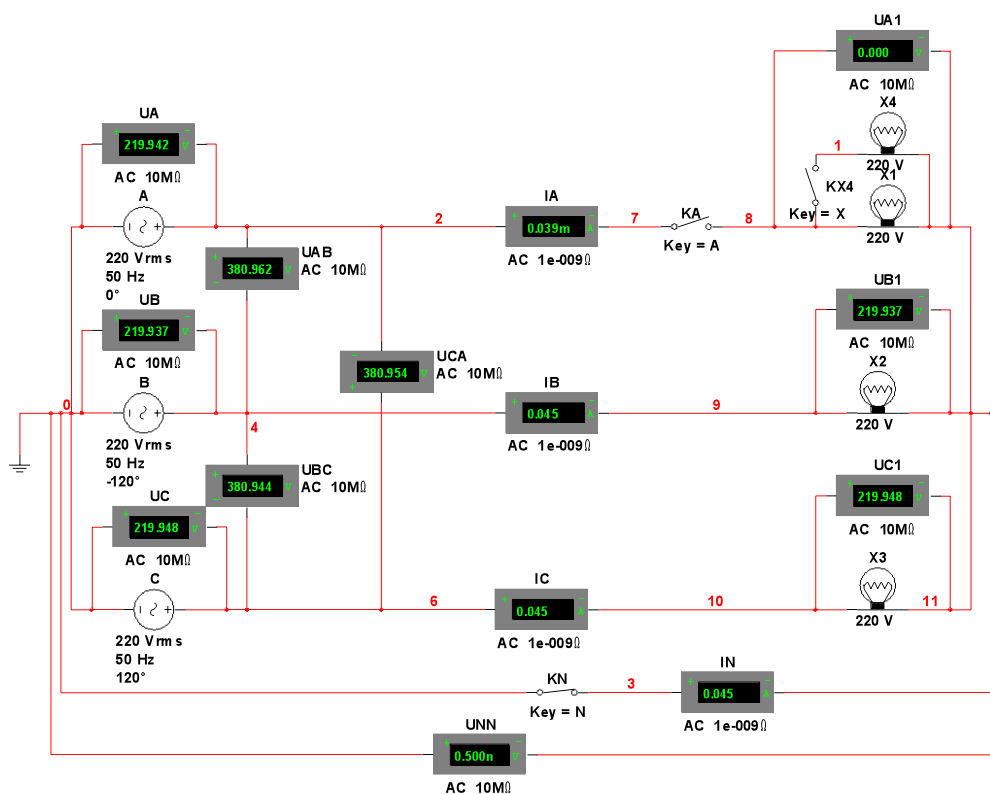 UA1
0.000
AC 10MΩ
X4
1
220 V
X1
KX4
Key = X
220 V
UA
219.942
AC 10MΩ
A
220 Vrms
50 Hz
0°
2
IA
0.039m
AC 1e-009Ω
7
KA
Key = A
8
UAB
380.962
AC 10MΩ
UB
219.937
AC 10MΩ
B
220 Vrms
50 Hz
-120°
0
UCA
380.954
AC 10MΩ
4
IB
0.045
AC 1e-009Ω
9
UB1
219.937
AC 10MΩ
X2
220 V
UBC
380.944
AC 10MΩ
UC
219.948
AC 10MΩ
C
220 Vrms
50 Hz
120°
6
IC
0.045
AC 1e-009Ω
10
UC1
219.948
AC 10MΩ
X3
11
220 V
KN
Key = N
3
IN
0.045
AC 1e-009Ω
UNN
0.500n
AC 10MΩ